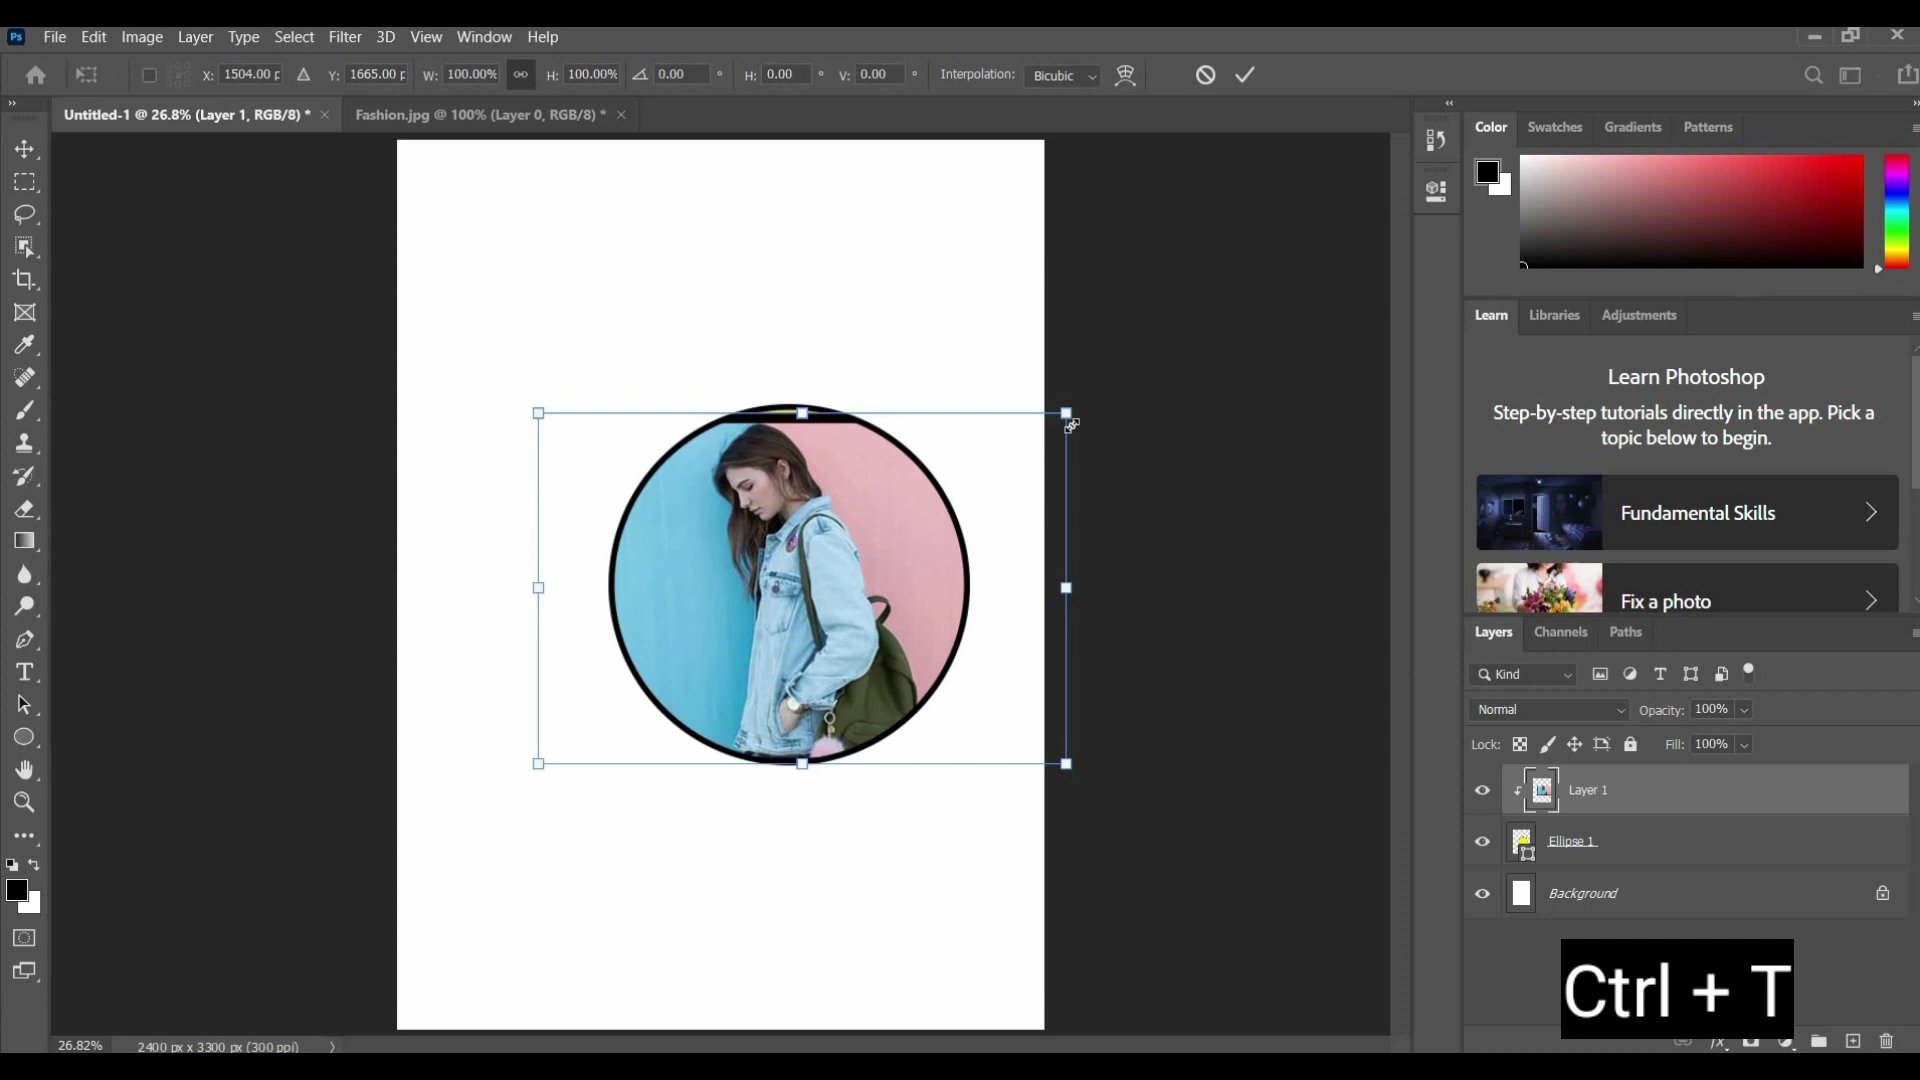 Ps File Edit Image Layer Type Select Filter 3D View Window Help
X: 1504.00 p Y: 1665.00 p W: 100.00% H: 100.00% 0.00 ° H: 0.00 ° V: 0.00 ° Interpolation: Bicubic
Untitled-1 @ 26.8% (Layer 1, RGB/8) * × Fashion.jpg @ 100% (Layer 0, RGB/8) * ×
Color Swatches Gradients Patterns
Learn Libraries Adjustments
Learn Photoshop
Step-by-step tutorials directly in the app. Pick a
topic below to begin.
Fundamental Skills
Fix a photo
Layers Channels Paths
Kind
Normal Opacity: 100%
Lock: Fill: 100%
Layer 1
Ellipse 1
Background
Ctrl + T
26.82% 2400 px x 3300 px (300 ppi)